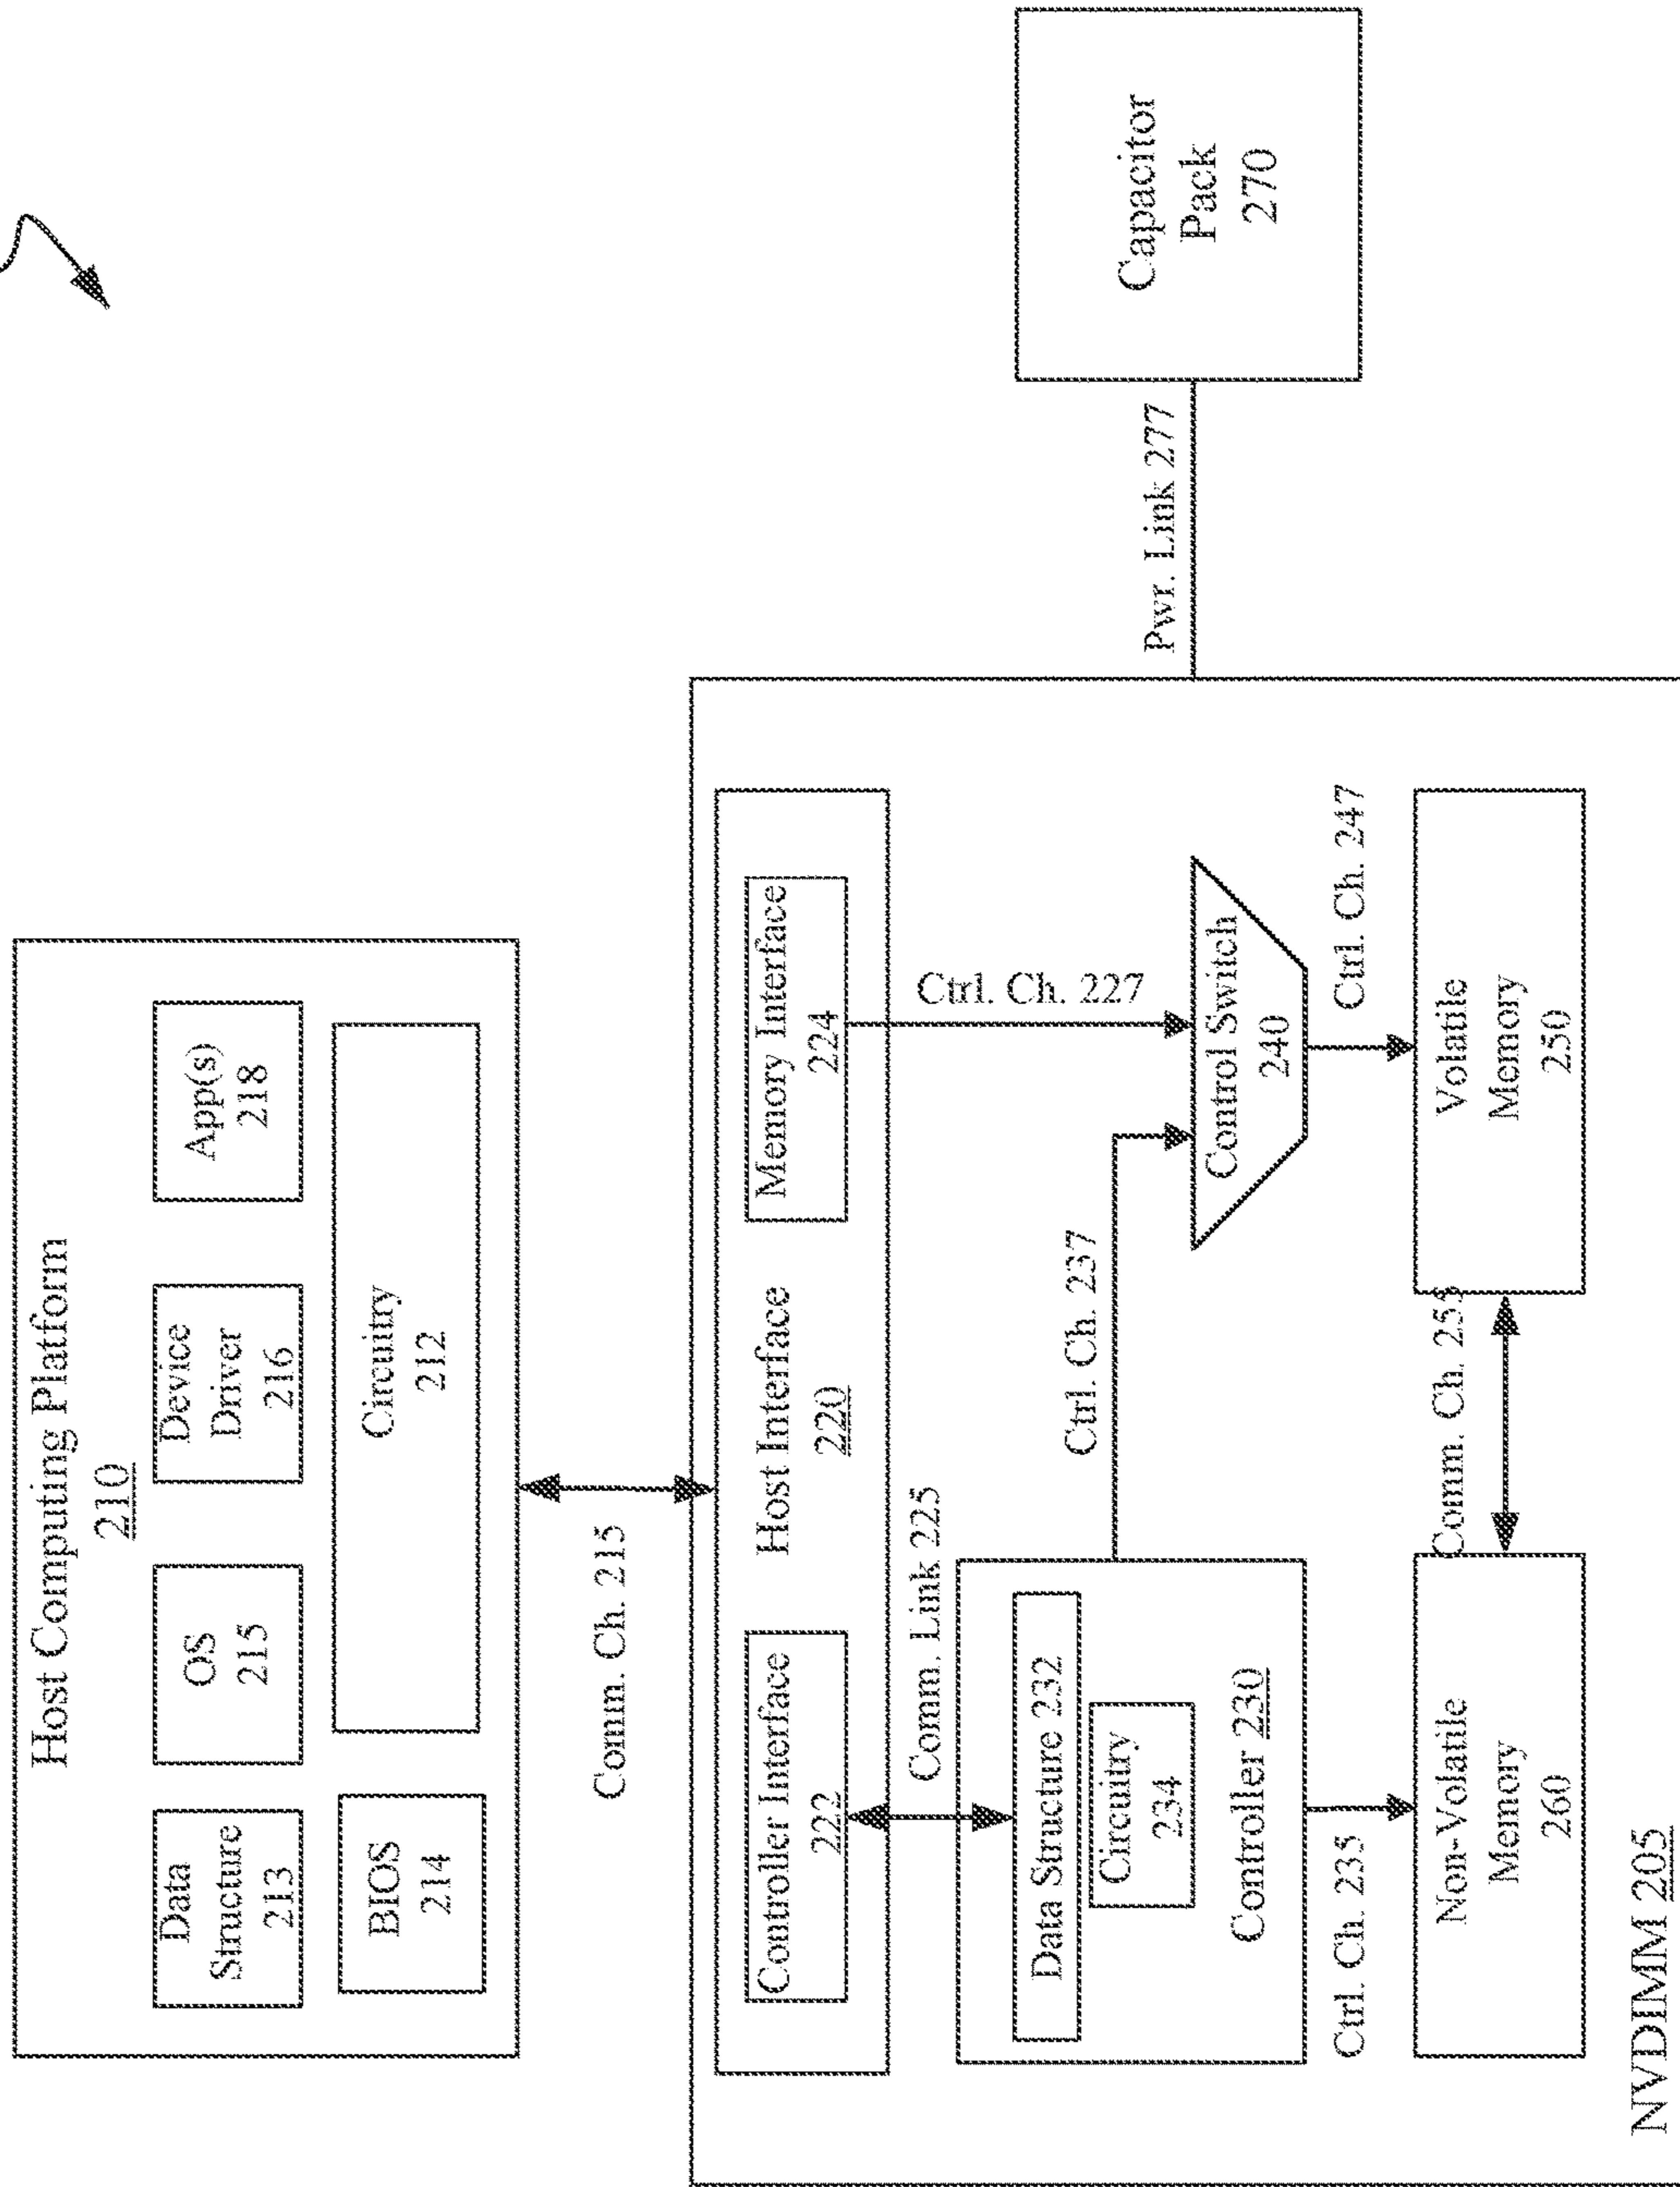 Host Computing Platform
210
Data
Structure
213
OS
215
Device
Driver
216
App(s)
218
BIOS
214
Circuitry
212
Comm. Ch. 215
Controller Interface
222
Host Interface
220
Memory Interface
224
Comm. Link 225
Ctrl. Ch. 227
Data Structure 232
Circuitry
234
Controller 230
Ctrl. Ch. 237
Control Switch
240
Ctrl. Ch. 235
Ctrl. Ch. 247
Non-Volatile
Memory
260
Comm. Ch. 255
Volatile
Memory
250
NVDIMM 205
Pwr. Link 277
Capacitor
Pack
270